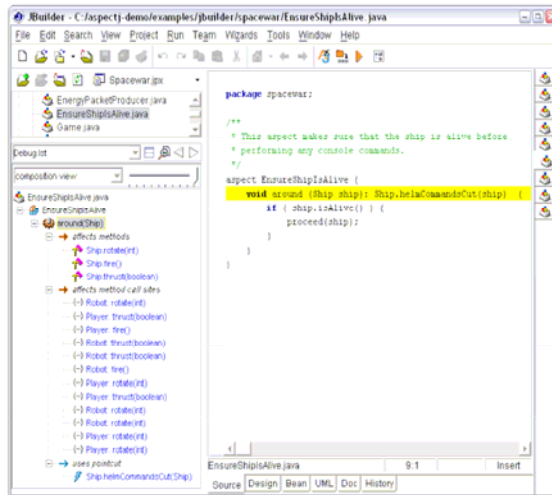 JBuilder - C:/aspectj-demo/examples/jbuilder/spacewar/EnsureShipIsAlive.java
File Edit Search View Project Run Team Wizards Tools Window Help
Spacewar.jpx
EnergyPacketProducer.java
EnsureShipIsAlive.java
Game.java
Debug.lst
composition view
EnsureShipIsAlive.java
EnsureShipIsAlive
around(Ship)
affects methods
Ship.rotate(int)
Ship.fire()
Ship.thrust(boolean)
affects method call sites
Robot: rotate(int)
Player: thrust(boolean)
Player: fire()
Robot: thrust(boolean)
Robot: thrust(boolean)
Robot: fire()
Player: rotate(int)
Player: thrust(boolean)
Robot: rotate(int)
Robot: rotate(int)
Player: rotate(int)
Player: rotate(int)
uses pointcut
Ship.helmCommandsCut(Ship)
package spacewar;
/**
* This aspect makes sure that the ship is alive before
* performing any console commands.
*/
aspect EnsureShipIsAlive {
void around (Ship ship): Ship.helmCommandsCut(ship) {
if ( ship.isAlive() ) {
proceed(ship);
}
}
}
EnsureShipIsAlive.java 9:1 Insert
Source Design Bean UML Doc History